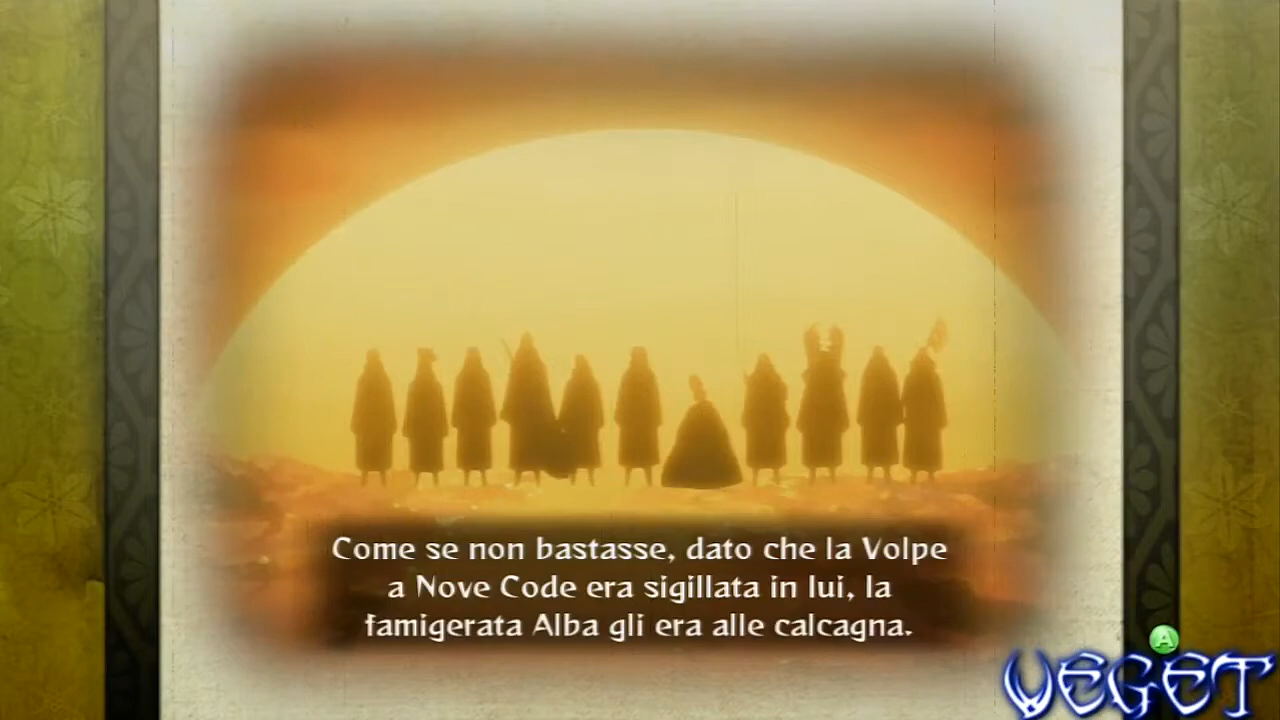 Come se non bastasse, dato che la Volpe
a Nove Code era sigillata in lui, la
famigerata Alba gli era alle calcagna.
A
VEGET